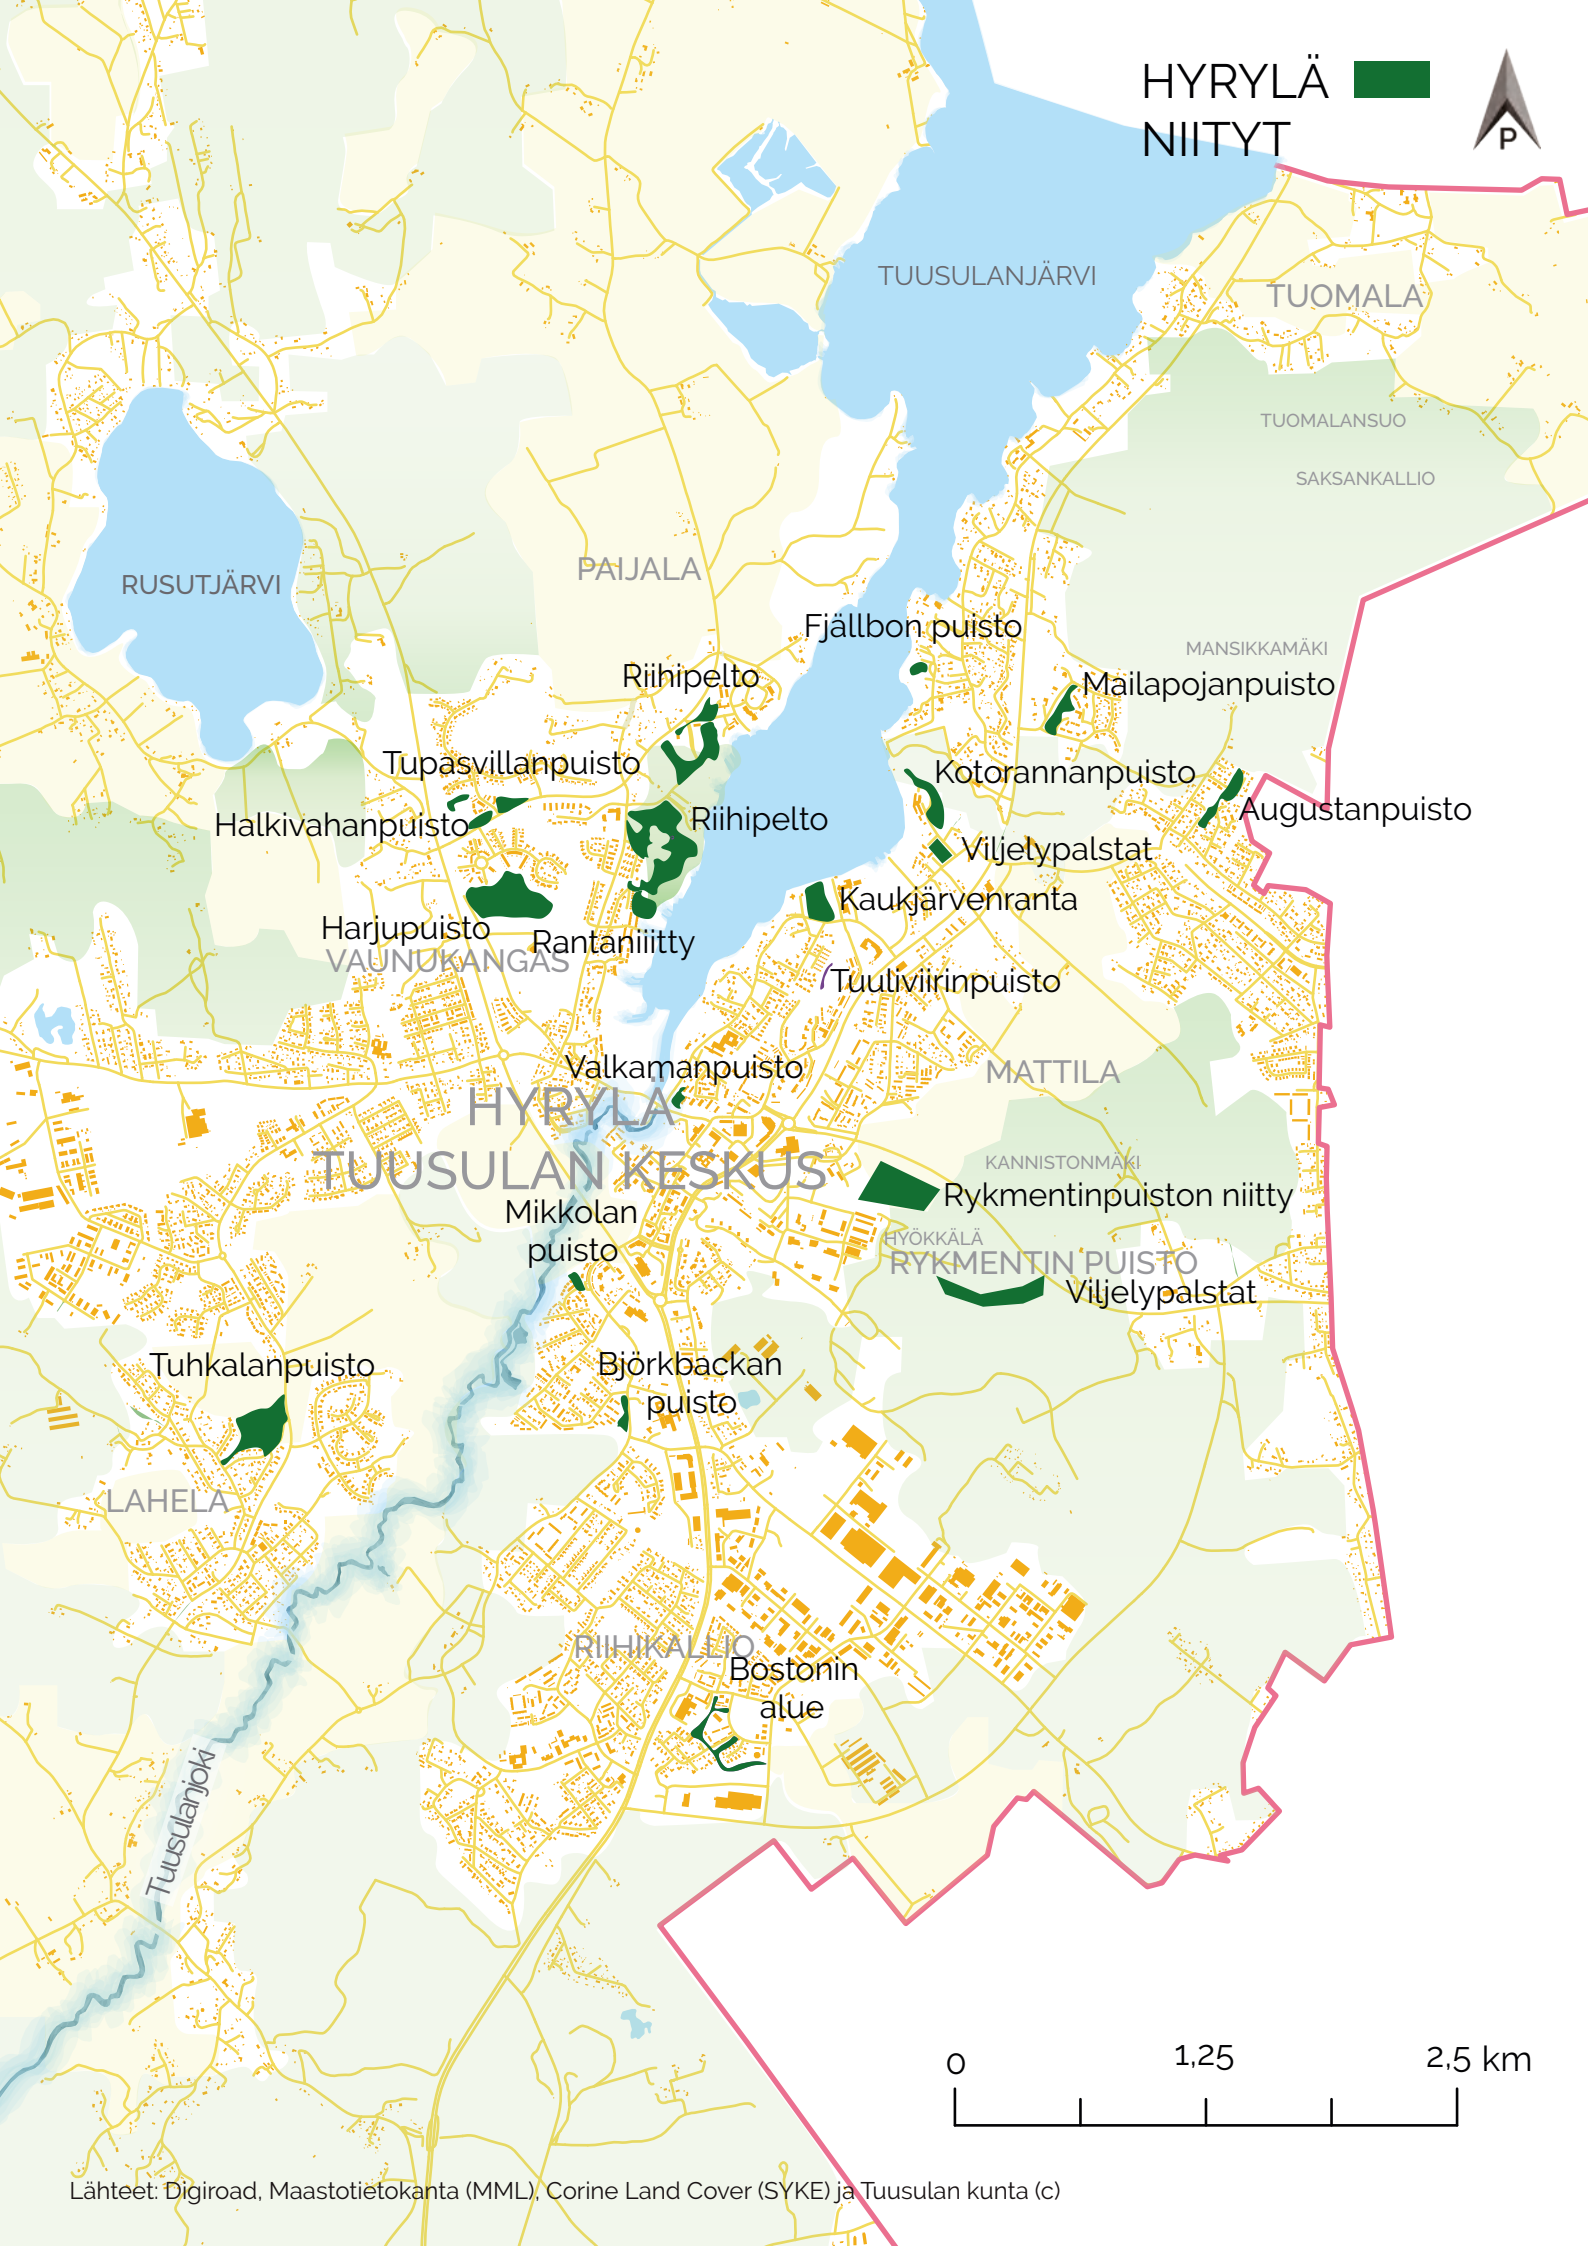 HYRYLÄ
NIITYT
P
TUUSULANJÄRVI
TUOMALA
TUOMALANSUO
SAKSANKALLIO
PAIJALA
RUSUTJÄRVI
Fjällbon puisto
MANSIKKAMÄKI
Riihipelto
Mailapojanpuisto
Tupasvillanpuisto
Kotorannanpuisto
Halkivahanpuisto
Riihipelto
Augustanpuisto
Viljelypalstat
Kaukjärvenranta
Harjupuisto
Rantaniiitty
VAUNUKANGAS
Tuuliviirinpuisto
Valkamanpuisto
MATTILA
HYRYLÄ
TUUSULAN KESKUS
KANNISTONMÄKI
Rykmentinpuiston niitty
Mikkolan
puisto
HYÖKKÄLÄ
RYKMENTIN PUISTO
Viljelypalstat
Tuhkalanpuisto
Björkbackan
puisto
LAHELA
RIIHIKALLIO
Bostonin
alue
Tuusulanjoki
0 1,25 2,5 km
Lähteet: Digiroad, Maastotietokanta (MML), Corine Land Cover (SYKE) ja Tuusulan kunta (c)